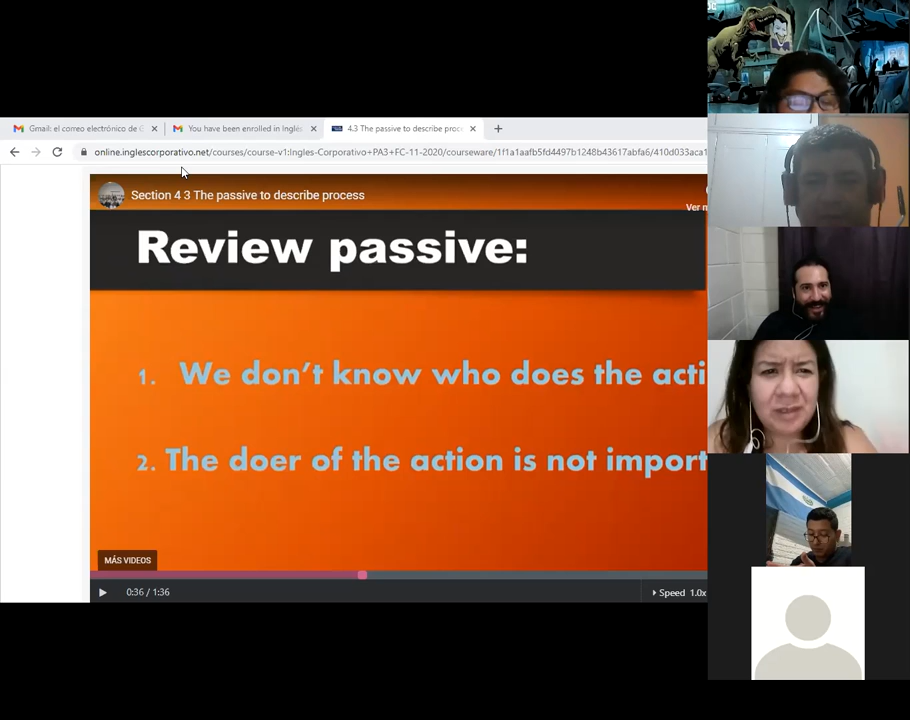 Gmail: el correo electrónico de G
You have been enrolled in Inglés
4.3 The passive to describe proc
online.inglescorporativo.net/courses/course-v1:Ingles-Corporativo+PA3+FC-11-2020/courseware/1f1a1aafb5fd4497b1248b43617abfa6/410d033aca1
Section 4 3 The passive to describe process
Ver m
Review passive:
1. We don't know who does the acti
2. The doer of the action is not import
MÁS VIDEOS
0:36 / 1:36
Speed 1.0x